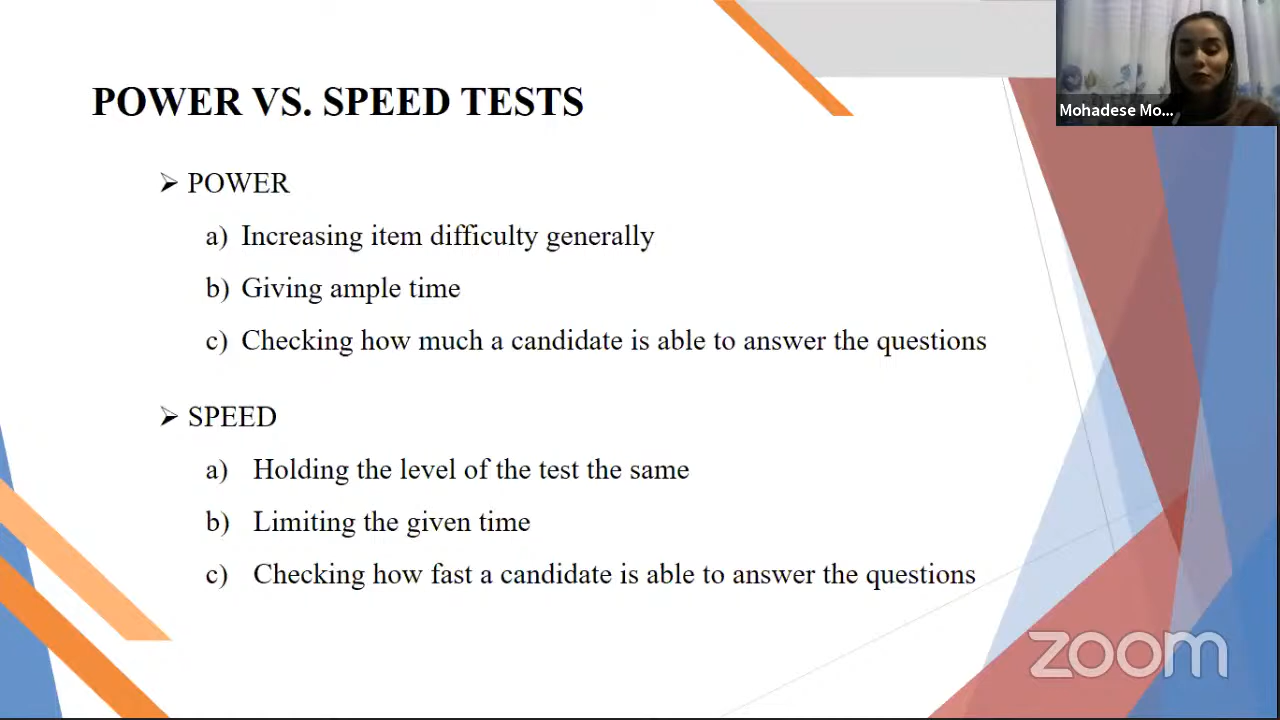 POWER VS. SPEED TESTS
Mohadese Mo...
➢ POWER
a) Increasing item difficulty generally
b) Giving ample time
c) Checking how much a candidate is able to answer the questions
➢ SPEED
a) Holding the level of the test the same
b) Limiting the given time
c) Checking how fast a candidate is able to answer the questions
zoom